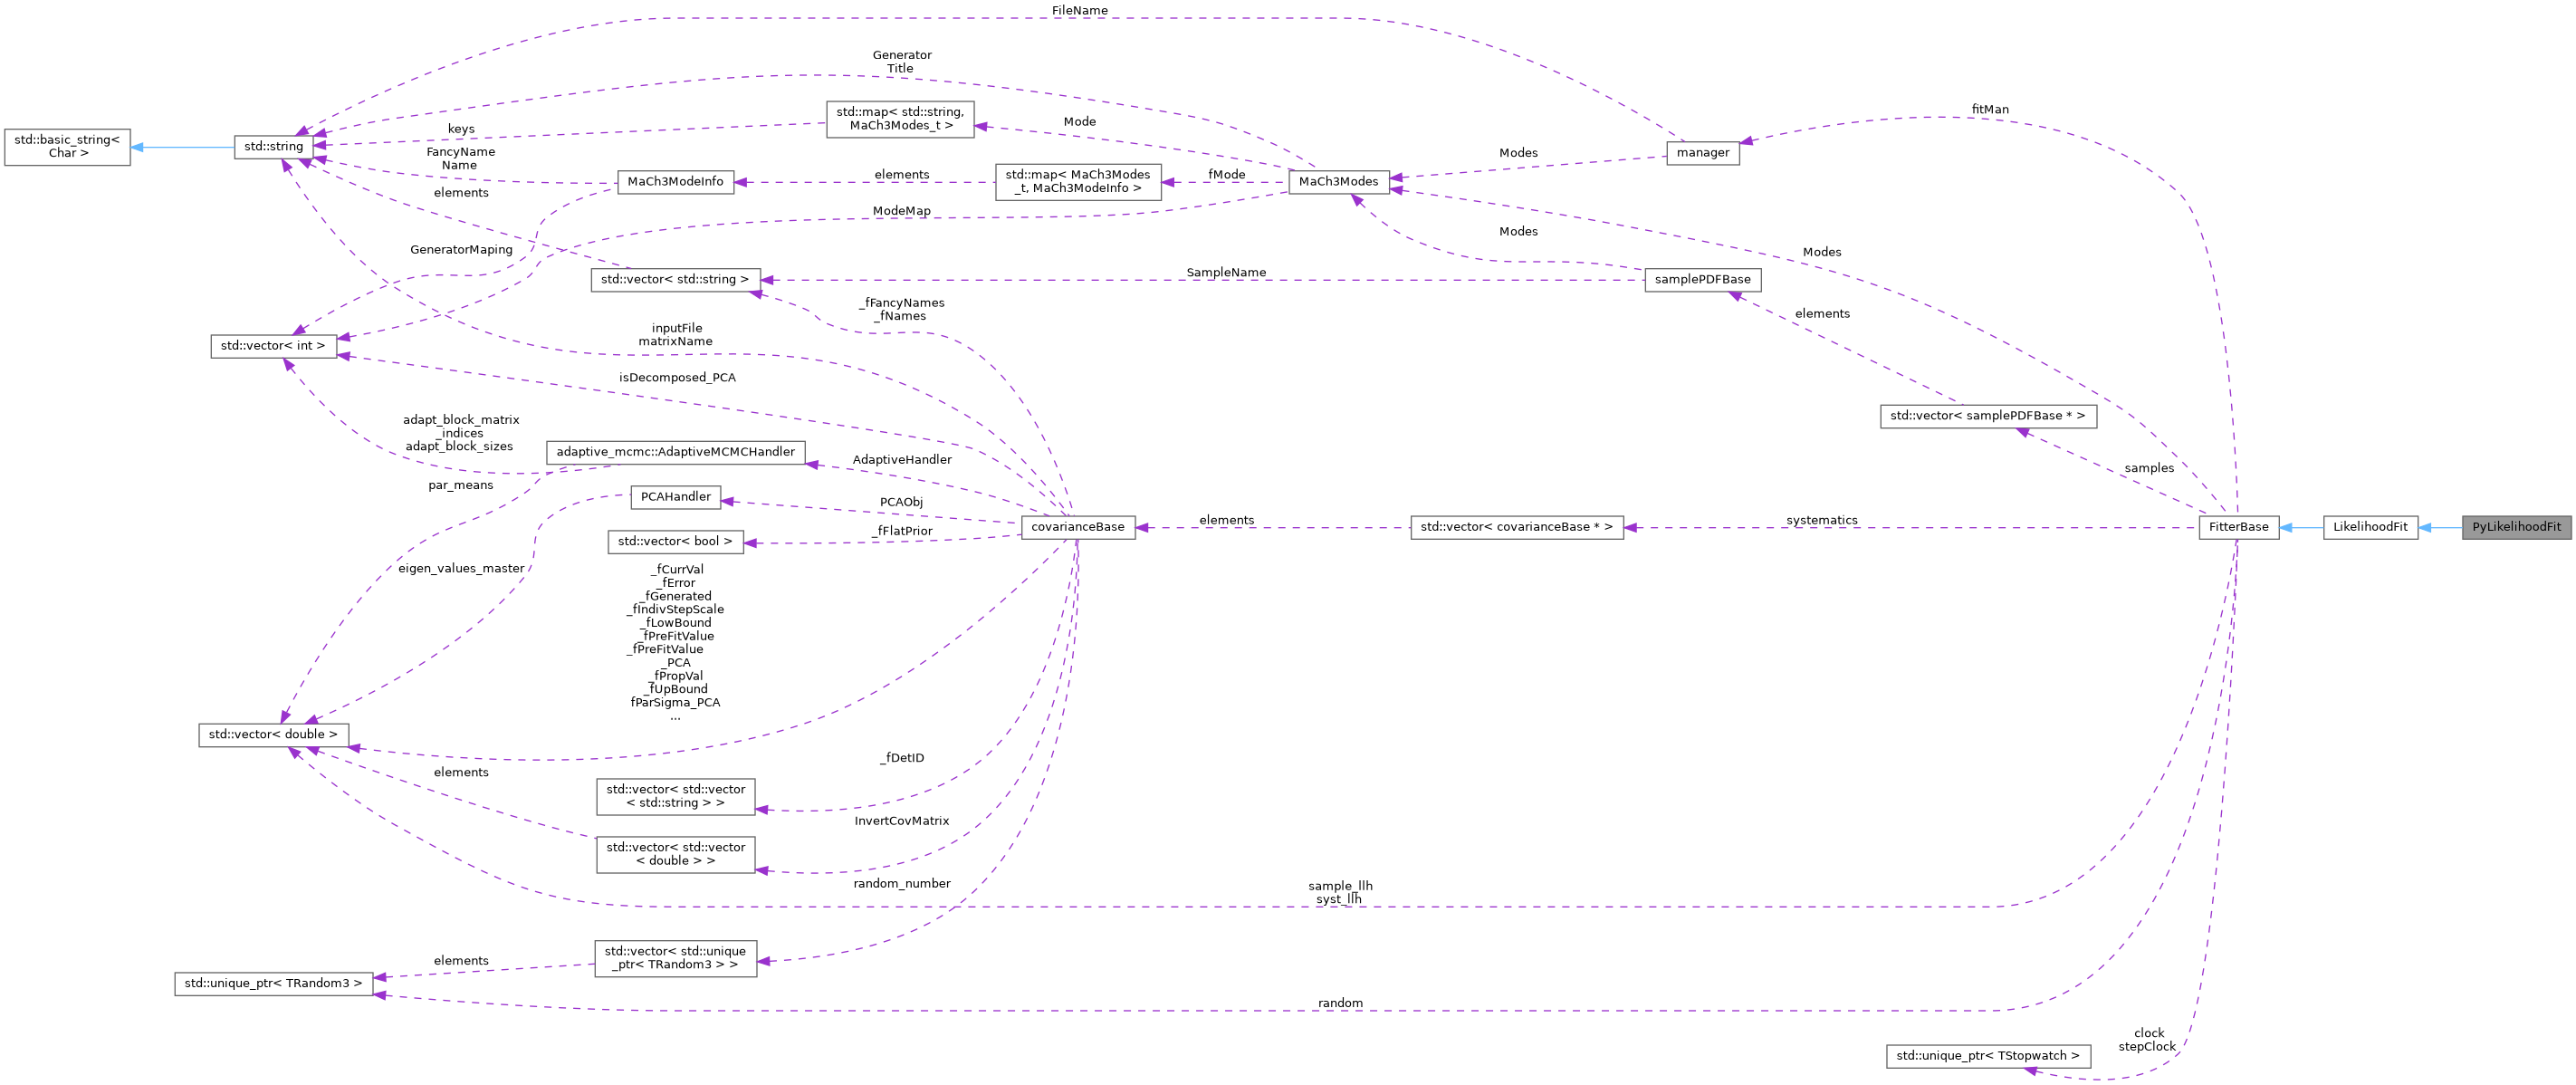 FileName
Generator
Title
std::map< std::string,
MaCh3Modes_t >
fitMan
Mode
keys
std::basic_string<
Char >
std::string
FancyName
Name
manager
Modes
std::map< MaCh3Modes
_t, MaCh3ModeInfo >
elements
fMode
MaCh3ModeInfo
MaCh3Modes
elements
ModeMap
Modes
GeneratorMaping
Modes
SampleName
std::vector< std::string >
samplePDFBase
_fFancyNames
_fNames
elements
inputFile
matrixName
std::vector< int >
isDecomposed_PCA
adapt_block_matrix
_indices
adapt_block_sizes
std::vector< samplePDFBase * >
adaptive_mcmc::AdaptiveMCMCHandler
AdaptiveHandler
samples
par_means
PCAHandler
PCAObj
elements
systematics
covarianceBase
std::vector< covarianceBase * >
FitterBase
LikelihoodFit
PyLikelihoodFit
_fFlatPrior
std::vector< bool >
eigen_values_master
_fCurrVal
_fError
_fGenerated
_fIndivStepScale
_fLowBound
_fPreFitValue
_fPreFitValue
_PCA
_fPropVal
_fUpBound
fParSigma_PCA
...
std::vector< double >
_fDetID
elements
std::vector< std::vector
< std::string > >
InvertCovMatrix
std::vector< std::vector
< double > >
random_number
sample_llh
syst_llh
std::vector< std::unique
_ptr< TRandom3 > >
elements
std::unique_ptr< TRandom3 >
random
clock
stepClock
std::unique_ptr< TStopwatch >